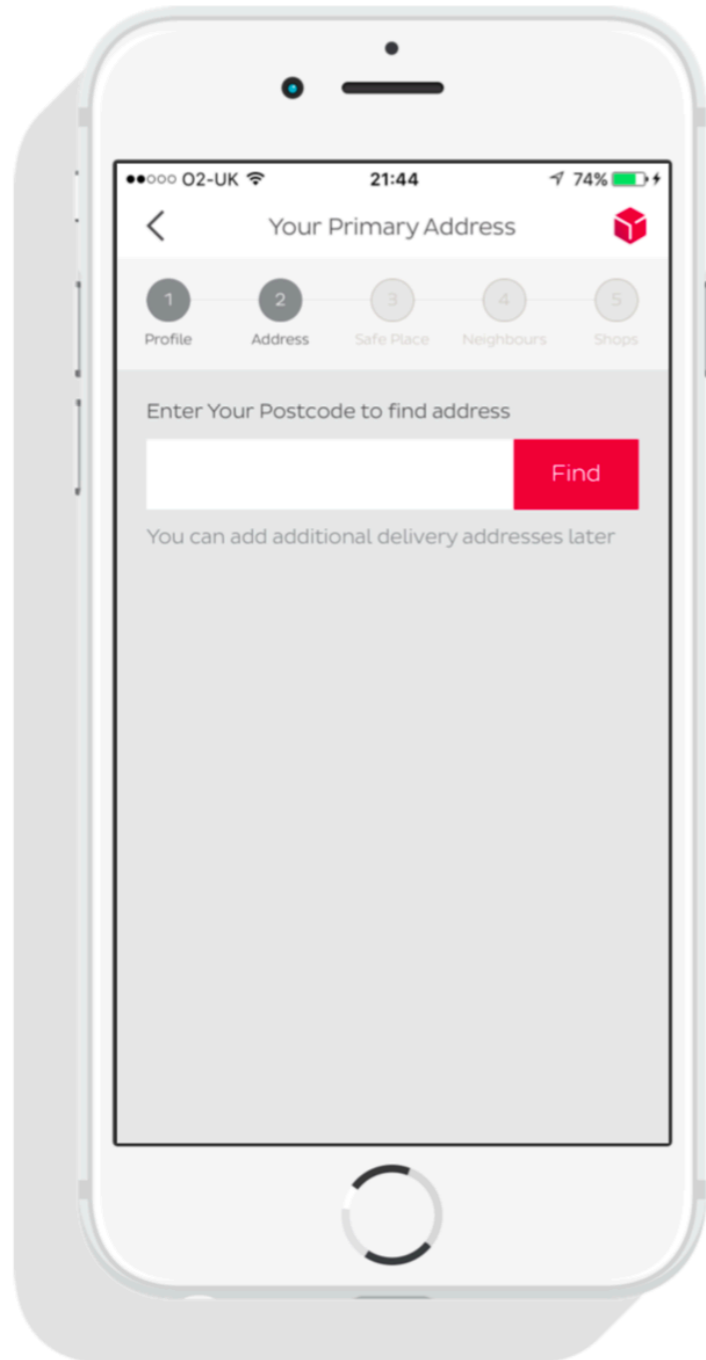 O2-UK 21:44 74%
Your Primary Address
1 2 3 4 5
Profile Address Safe Place Neighbours Shops
Enter Your Postcode to find address
Find
You can add additional delivery addresses later